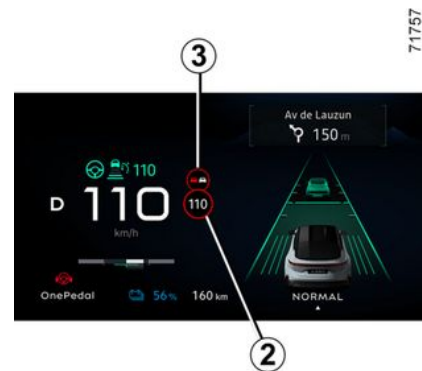 71757
3
Av de Lauzun
150 m
110
D 110 110
km/h
OnePedal 56% 160 km
NORMAL
2